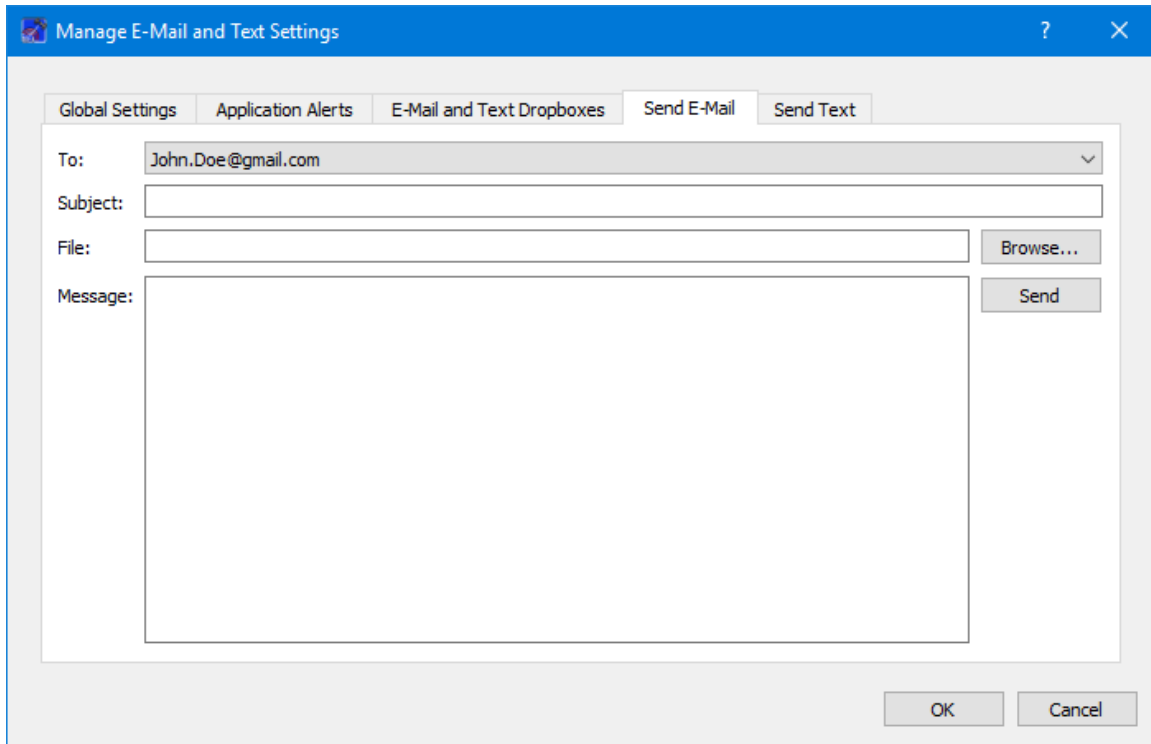 Manage E-Mail and Text Settings ?
Global Settings Application Alerts E-Mail and Text Dropboxes Send E-Mail Send Text
To: John.Doe@gmail.com
Subject:
File: Browse...
Message: Send
OK Cancel